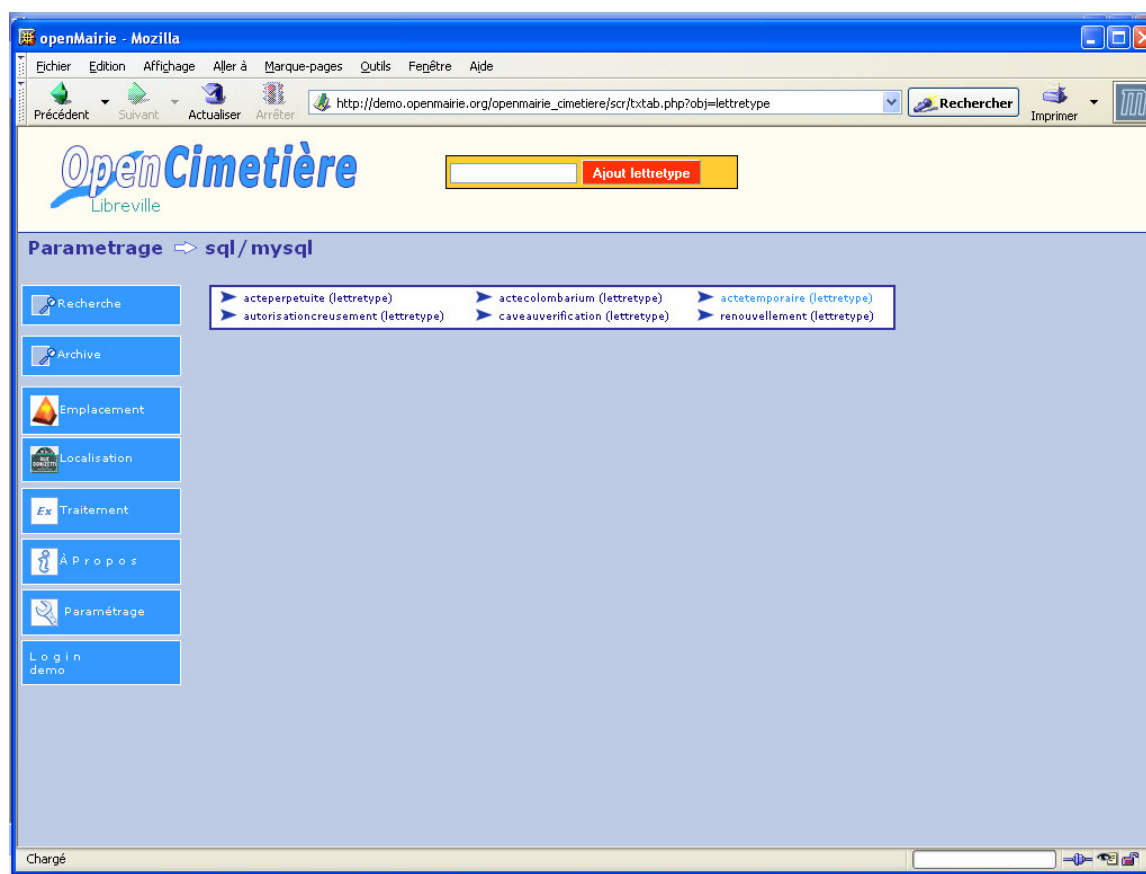 openMairie - Mozilla
Fichier Edition Affichage Aller à Marque-pages Outils Fenêtre Aide
Précédent Suivant Actualiser Arrêter http://demo.openmairie.org/openmairie_cimetiere/scr/txtab.php?obj=lettretype Rechercher Imprimer
OpenCimetière
Libreville
Ajout lettretype
Parametrage sql/mysql
Recherche
Archive
Emplacement
RUE DONIZETTI
Localisation
Ex Traitement
À Propos
Paramétrage
Login
demo
acteperpetuite (lettretype) actecolombarium (lettretype) actetemporaire (lettretype)
autorisationcreusement (lettretype) caveauverification (lettretype) renouvellement (lettretype)
Chargé